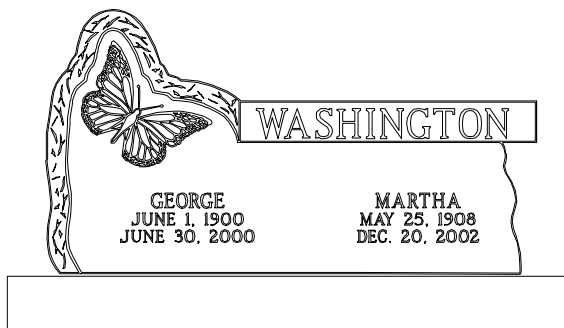 WASHINGTON
GEORGE
JUNE 1, 1900
JUNE 30, 2000
MARTHA
MAY 25, 1908
DEC. 20, 2002